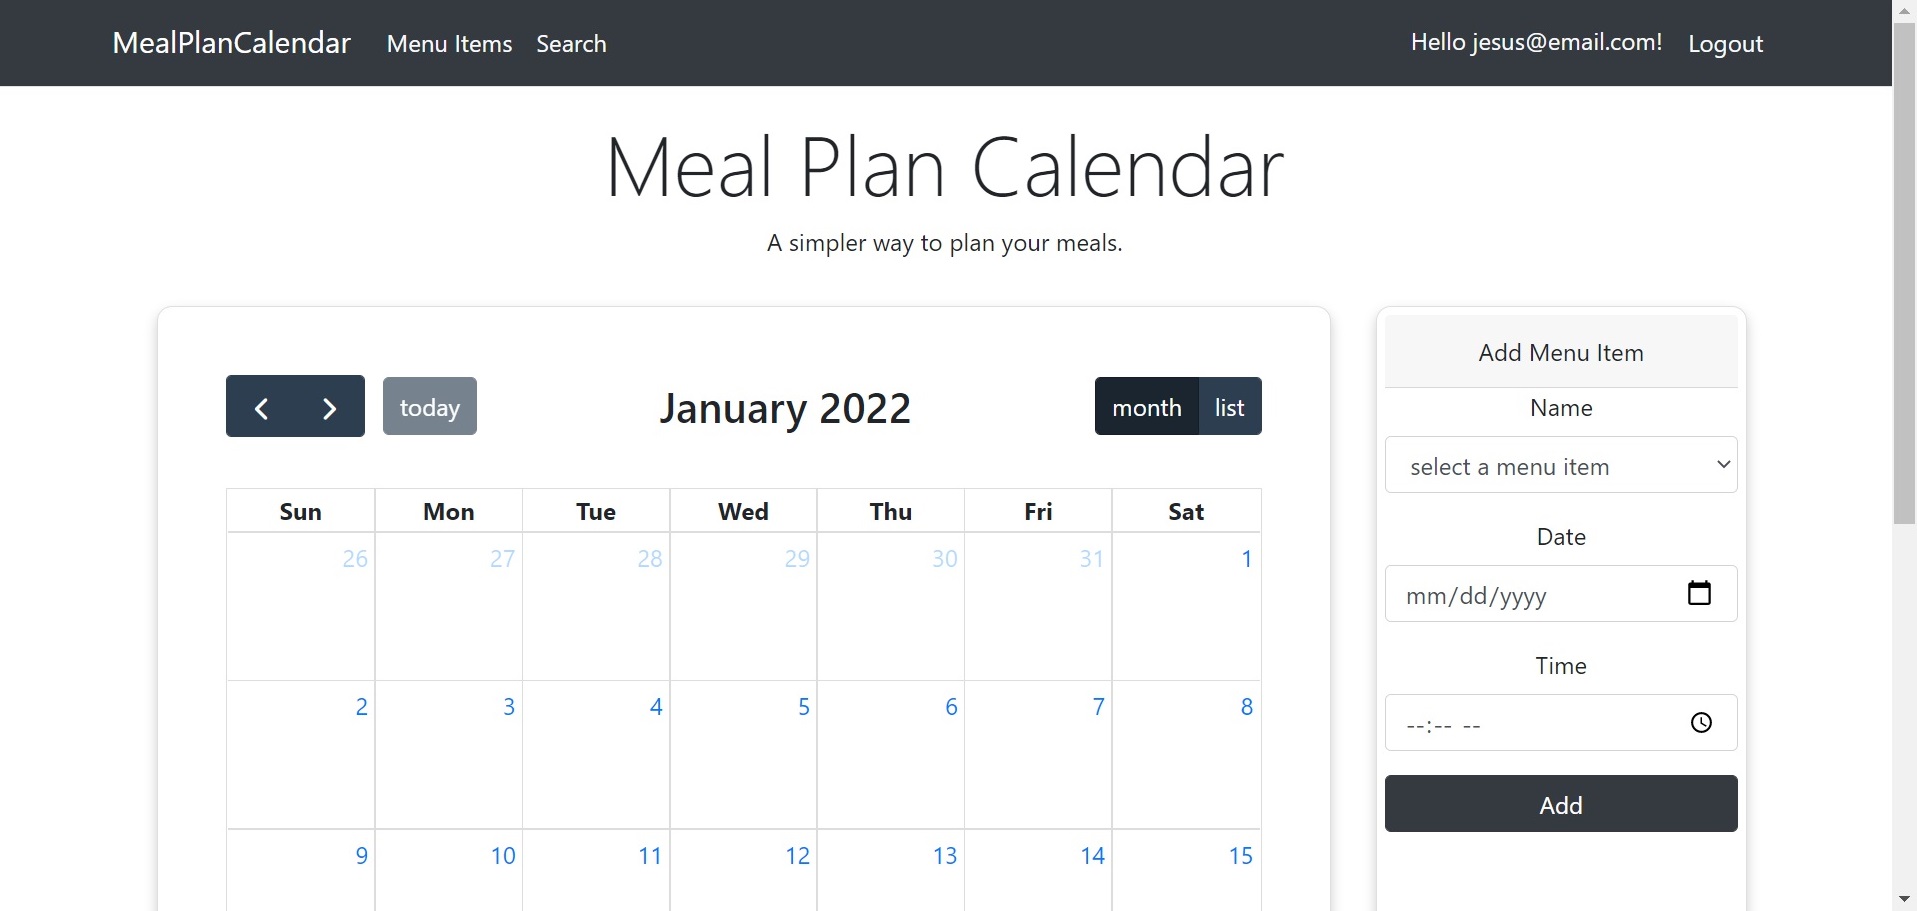 MealPlanCalendar Menu Items Search Hello jesus@email.com! Logout
Meal Plan Calendar
A simpler way to plan your meals.
today January 2022 month list
Sun Mon Tue Wed Thu Fri Sat
26 27 28 29 30 31 1
2 3 4 5 6 7 8
9 10 11 12 13 14 15
Add Menu Item
Name
select a menu item
Date
mm/dd/yyyy
Time
--:-- --
Add